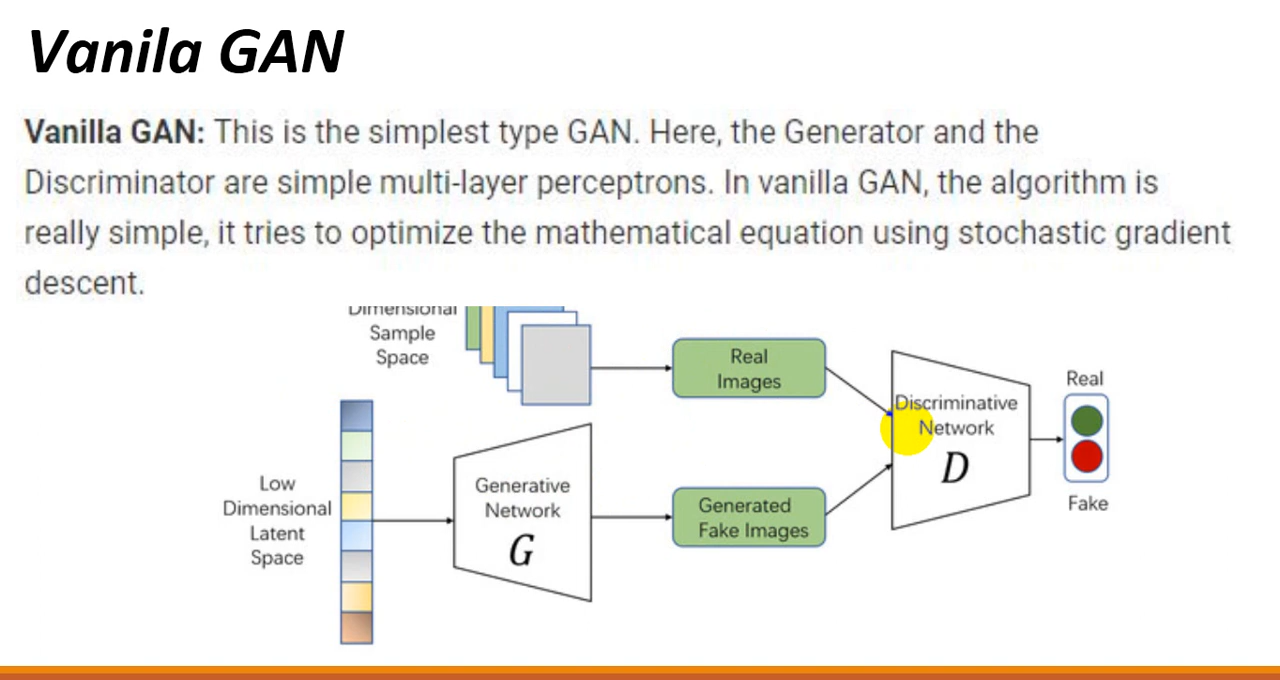 Vanila GAN
Vanilla GAN: This is the simplest type GAN. Here, the Generator and the
Discriminator are simple multi-layer perceptrons. In vanilla GAN, the algorithm is
really simple, it tries to optimize the mathematical equation using stochastic gradient
descent.
Dimensional
Sample
Space
Real
Images
Discriminative
Network
D
Real
Fake
Low
Dimensional
Latent
Space
Generative
Network
G
Generated
Fake Images